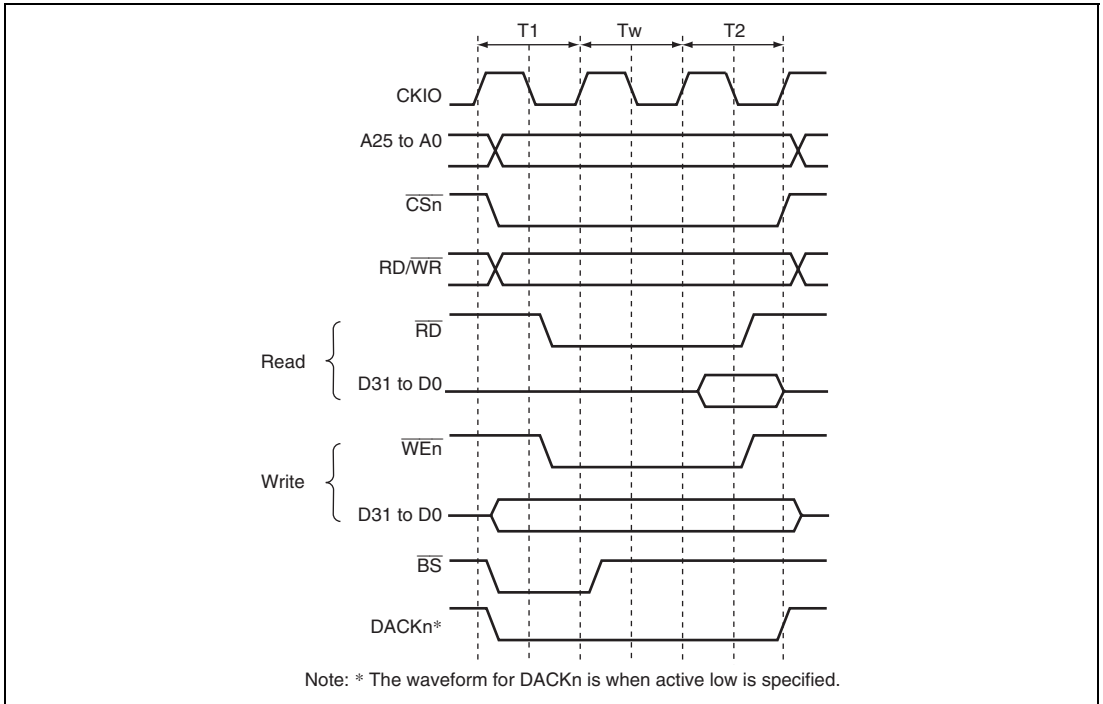 T1 Tw T2
CKIO
A25 to A0
CSn
RD/WR
RD
Read
D31 to D0
WEn
Write
D31 to D0
BS
DACKn*
Note: * The waveform for DACKn is when active low is specified.